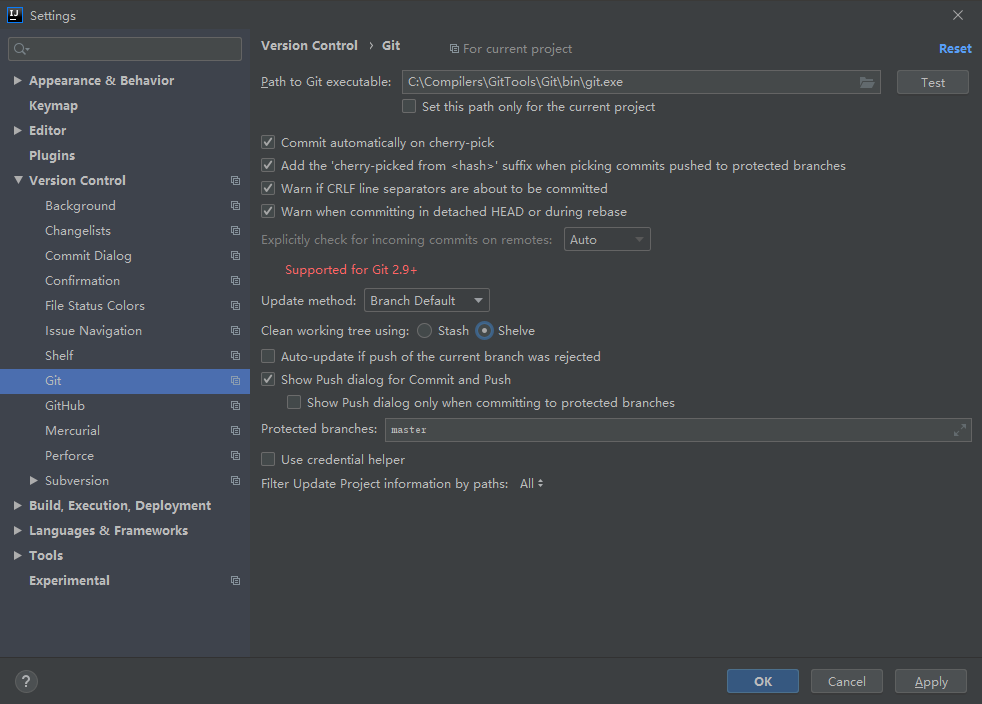 Settings
Version Control › Git For current project Reset
Appearance & Behavior
Keymap
Editor
Plugins
Version Control
Background
Changelists
Commit Dialog
Confirmation
File Status Colors
Issue Navigation
Shelf
Git
GitHub
Mercurial
Perforce
Subversion
Build, Execution, Deployment
Languages & Frameworks
Tools
Experimental
Path to Git executable: C:\Compilers\GitTools\Git\bin\git.exe Test
Set this path only for the current project
Commit automatically on cherry-pick
Add the 'cherry-picked from <hash>' suffix when picking commits pushed to protected branches
Warn if CRLF line separators are about to be committed
Warn when committing in detached HEAD or during rebase
Explicitly check for incoming commits on remotes: Auto
Supported for Git 2.9+
Update method: Branch Default
Clean working tree using: Stash Shelve
Auto-update if push of the current branch was rejected
Show Push dialog for Commit and Push
Show Push dialog only when committing to protected branches
Protected branches: master
Use credential helper
Filter Update Project information by paths: All
? OK Cancel Apply